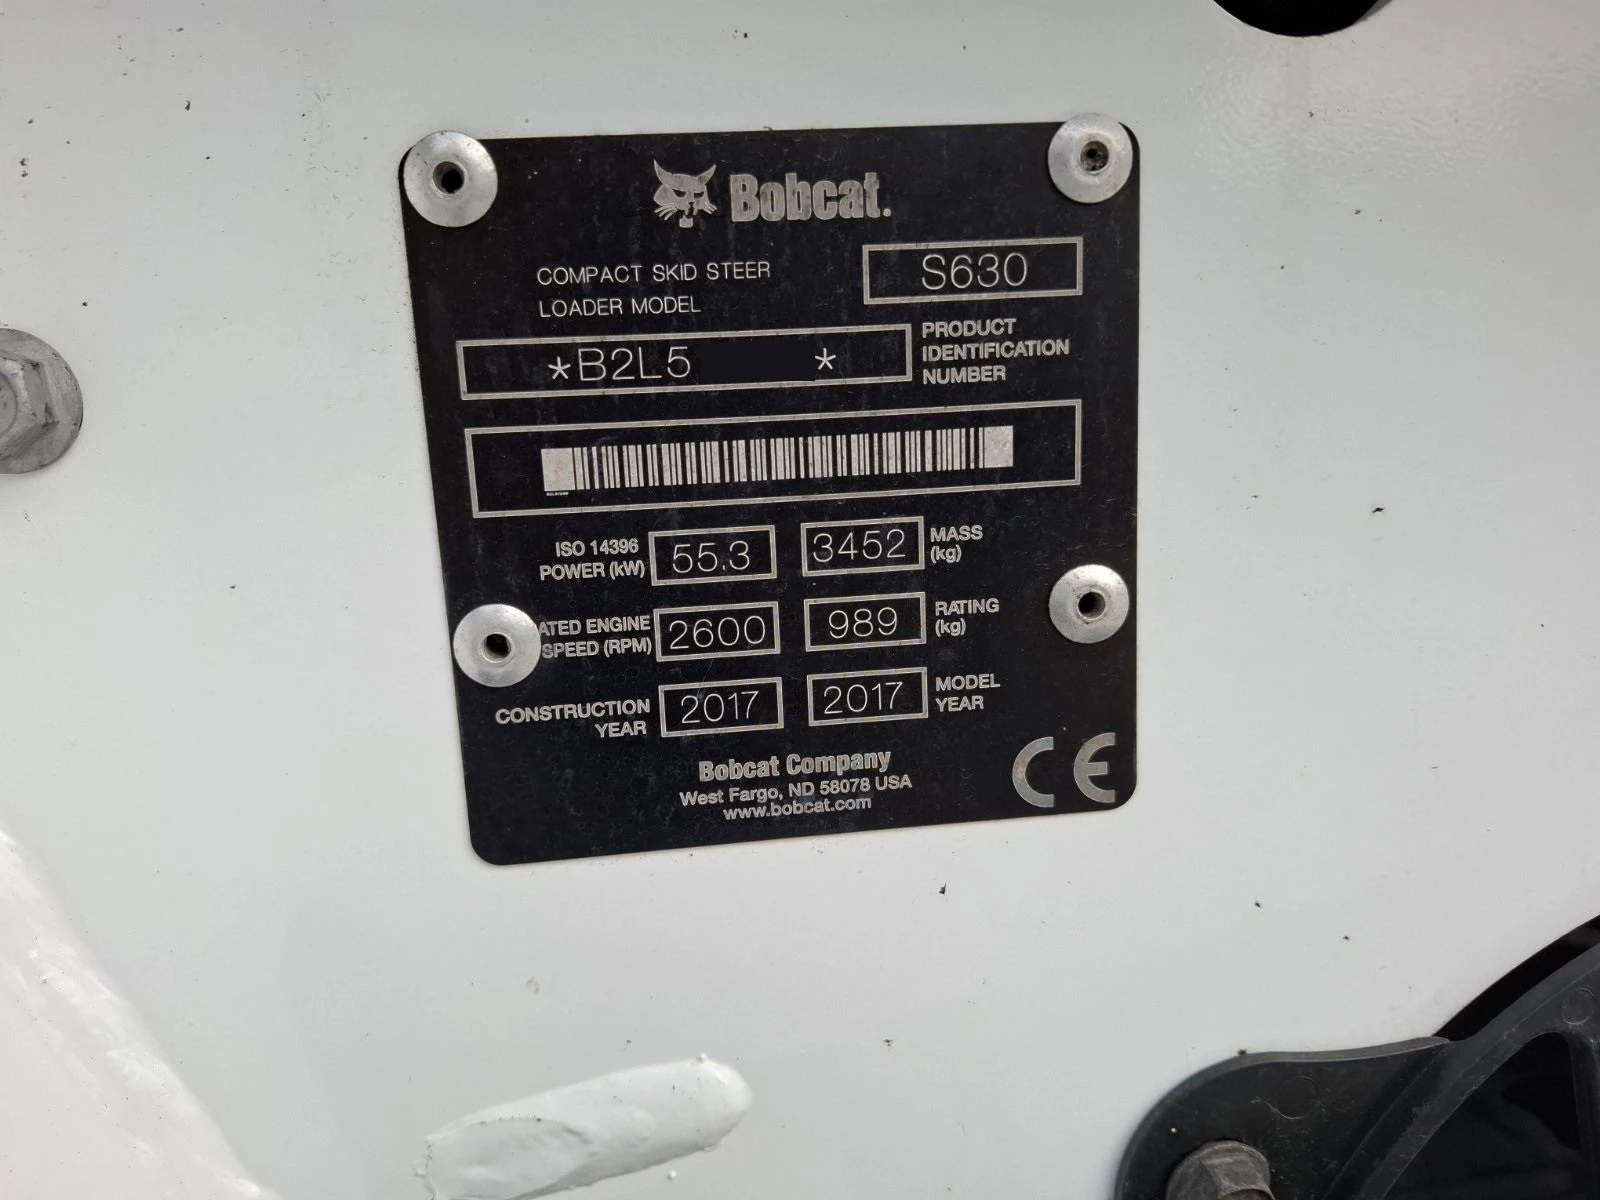 Bobcat.
COMPACT SKID STEER
LOADER MODEL
S630
*B2L5 *
PRODUCT
IDENTIFICATION
NUMBER
ISO 14396
POWER (kW)
55.3
3452
MASS
(kg)
ATED ENGINE
SPEED (RPM)
2600
989
RATING
(kg)
CONSTRUCTION
YEAR
2017
2017
MODEL
YEAR
Bobcat Company
West Fargo, ND 58078 USA
www.bobcat.com
CE